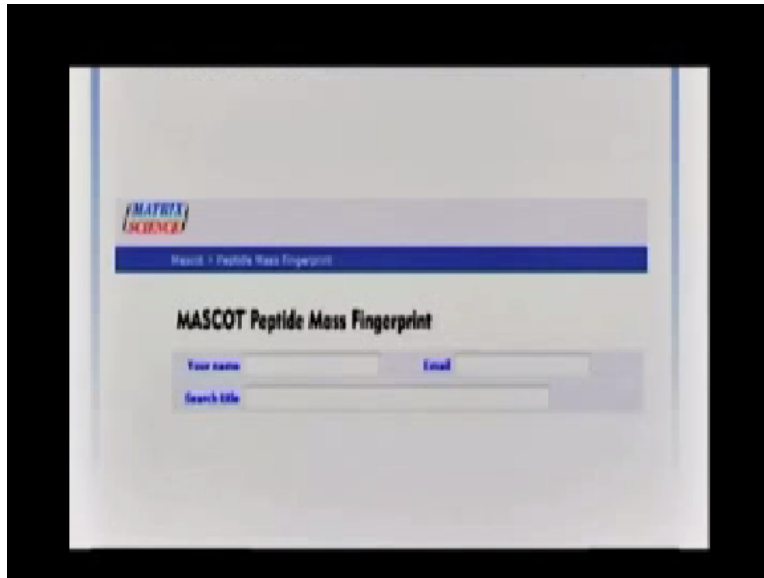 MATRIX
SCIENCE
Mascot > Peptide Mass Fingerprint
MASCOT Peptide Mass Fingerprint
Your name
Email
Search title